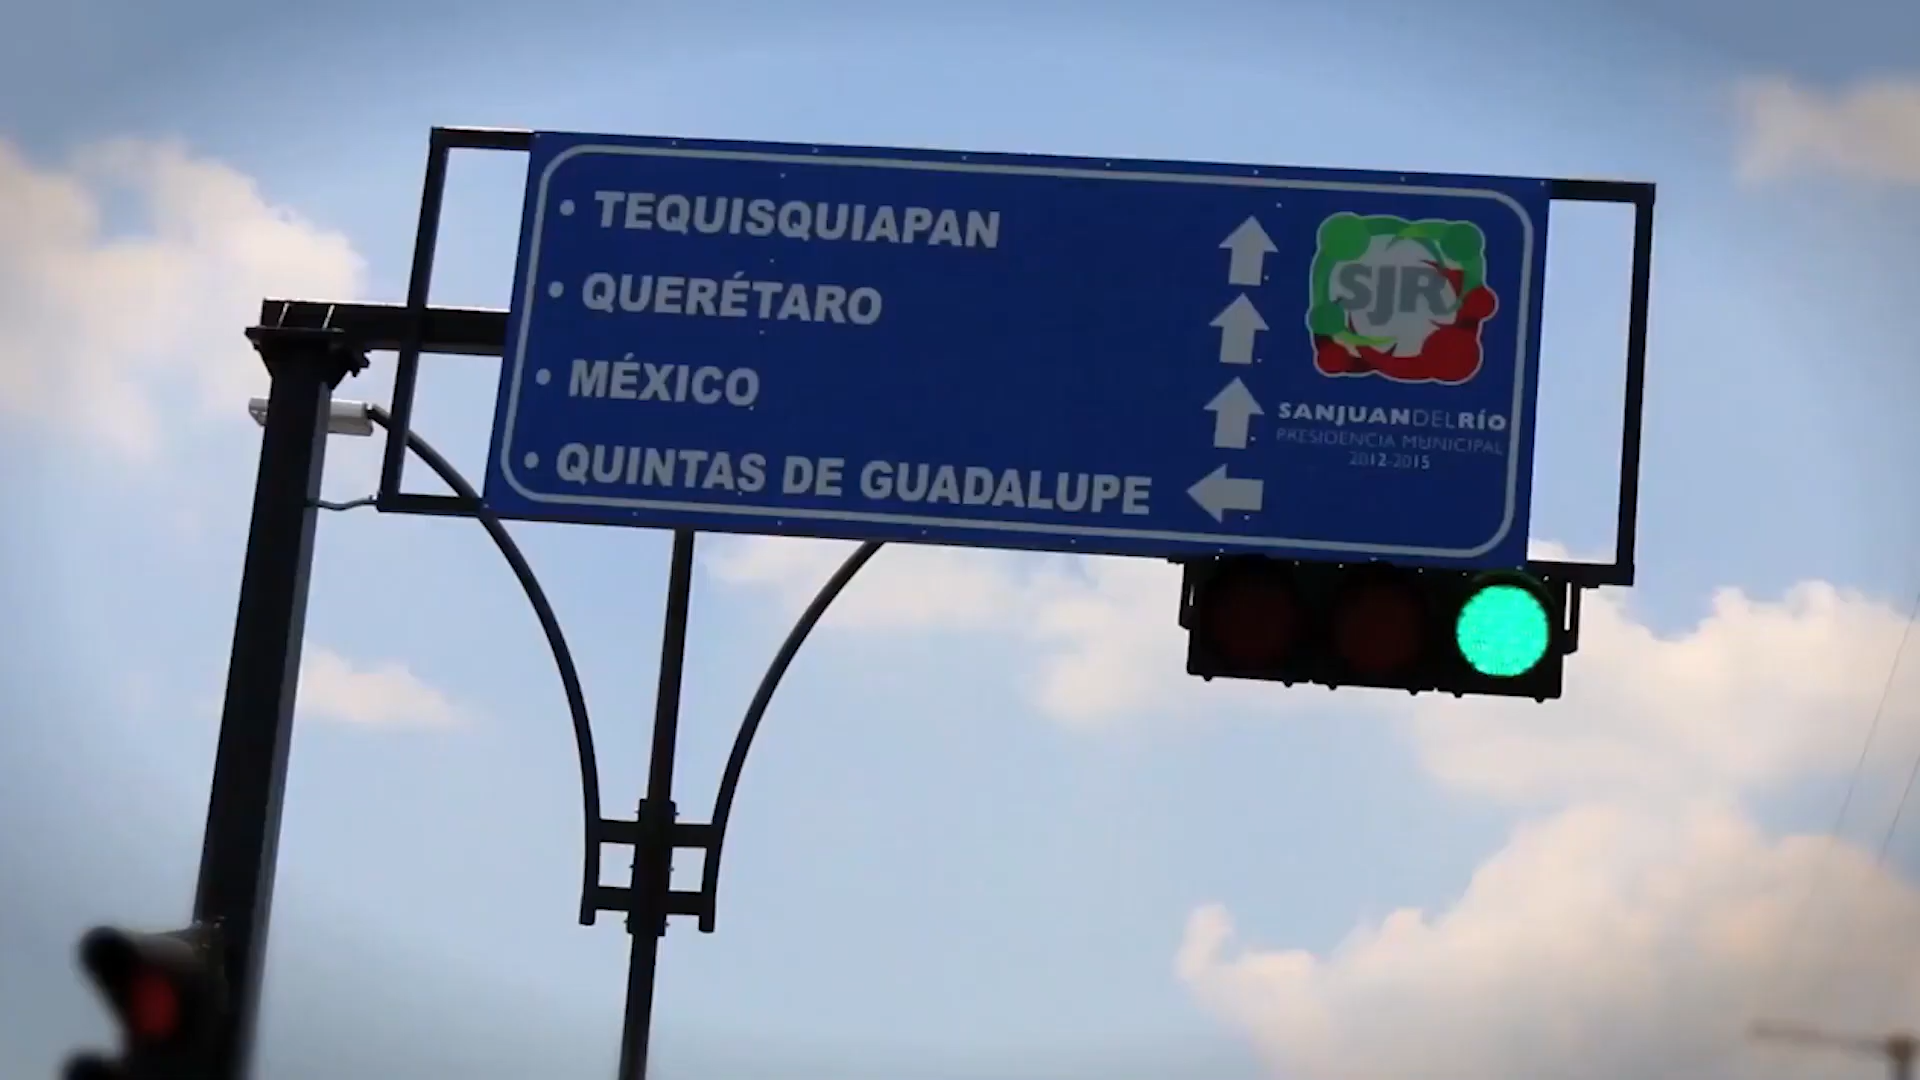 • TEQUISQUIAPAN
• QUERÉTARO
• MÉXICO
• QUINTAS DE GUADALUPE
SJR
SANJUANDELRÍO
PRESIDENCIA MUNICIPAL
2012-2015